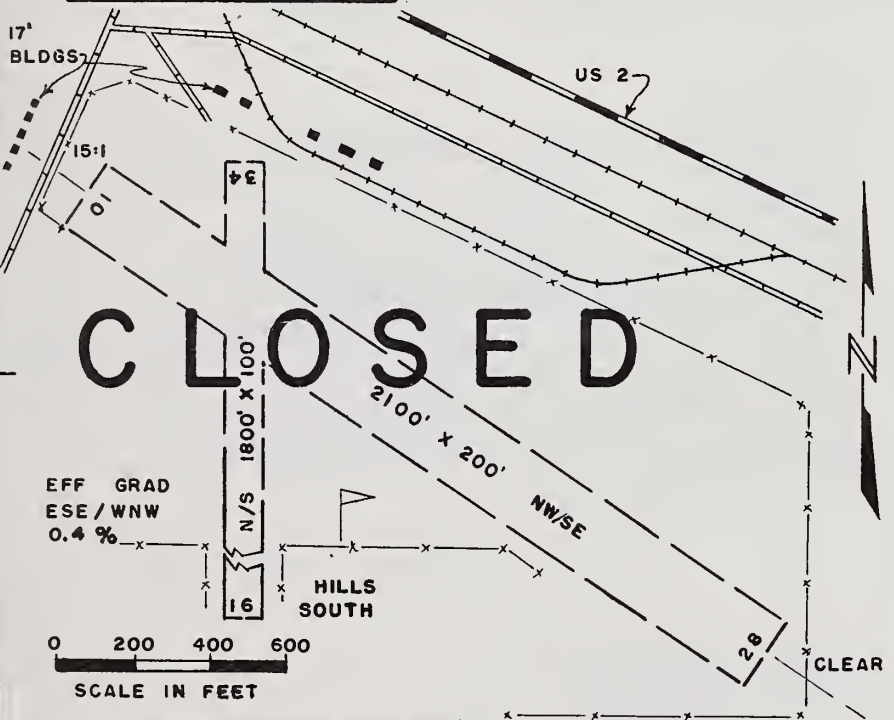 17'
BLDGS
US 2
15:1
34
10
CLOSED
N/S 1800' X 100'
2100' X 200'
NW/SE
N
EFF GRAD
ESE/WNW
0.4 %
HILLS
SOUTH
16
28
CLEAR
0 200 400 600
SCALE IN FEET